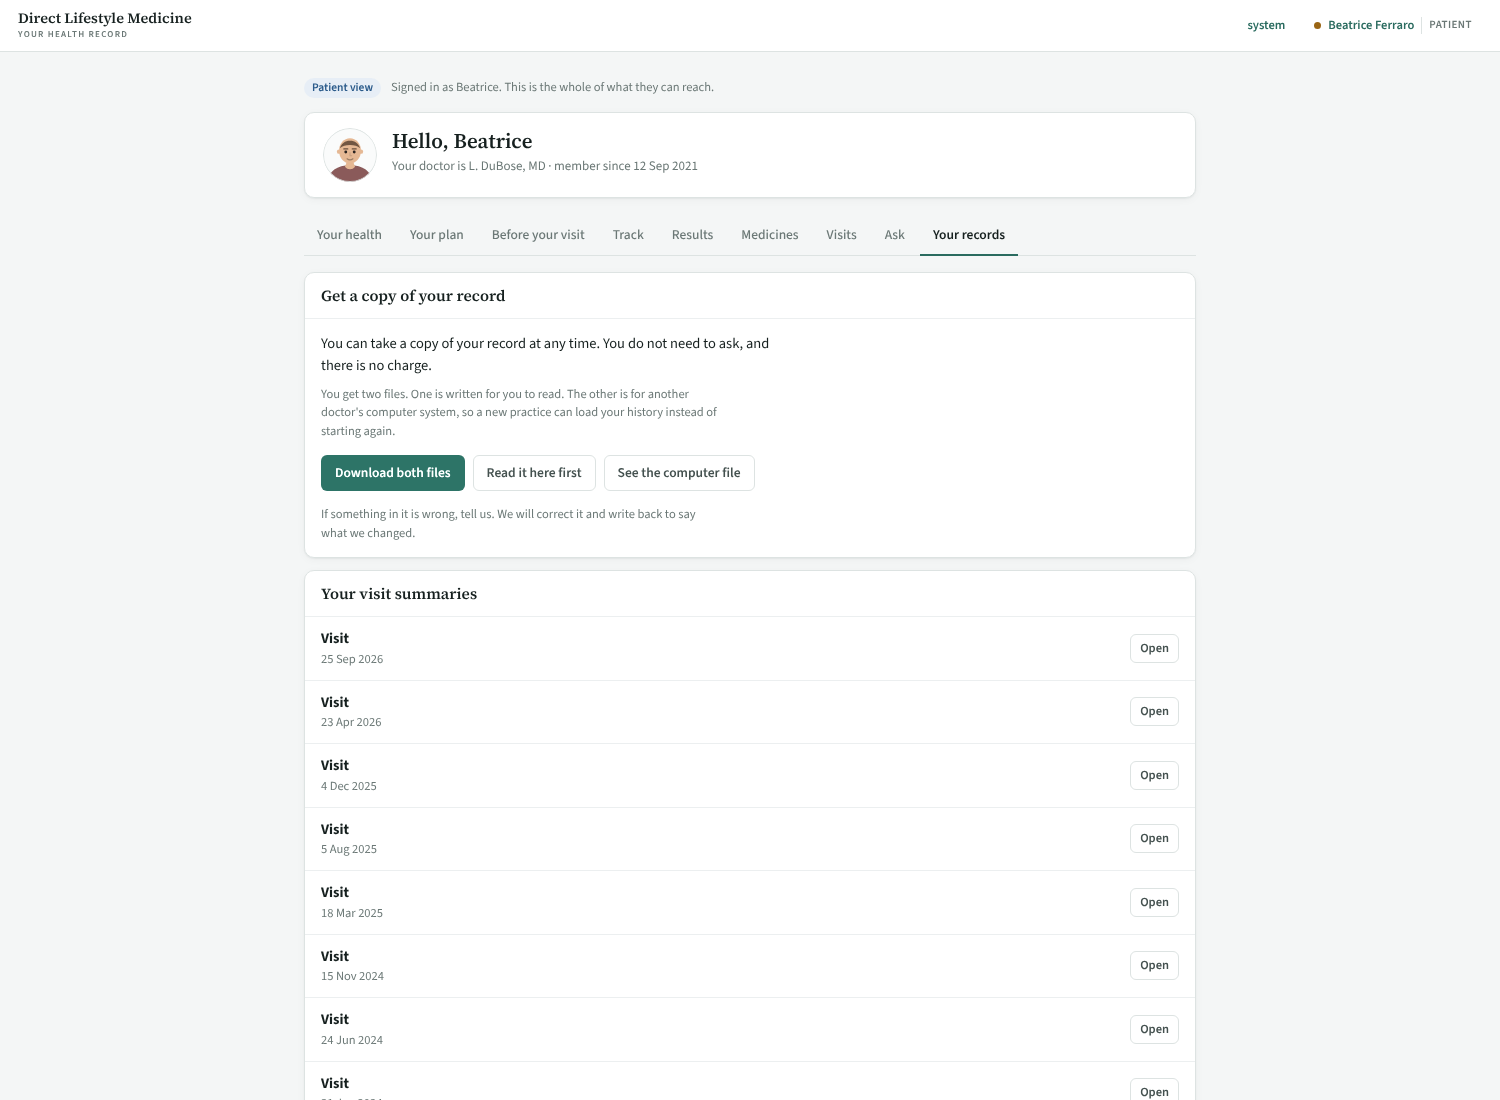 Direct Lifestyle Medicine
YOUR HEALTH RECORD
system
Beatrice Ferraro
PATIENT
Patient view
Signed in as Beatrice. This is the whole of what they can reach.
Hello, Beatrice
Your doctor is L. DuBose, MD · member since 12 Sep 2021
Your health
Your plan
Before your visit
Track
Results
Medicines
Visits
Ask
Your records
Get a copy of your record
You can take a copy of your record at any time. You do not need to ask, and
there is no charge.
You get two files. One is written for you to read. The other is for another
doctor's computer system, so a new practice can load your history instead of
starting again.
Download both files
Read it here first
See the computer file
If something in it is wrong, tell us. We will correct it and write back to say
what we changed.
Your visit summaries
Visit
25 Sep 2026
Open
Visit
23 Apr 2026
Open
Visit
4 Dec 2025
Open
Visit
5 Aug 2025
Open
Visit
18 Mar 2025
Open
Visit
15 Nov 2024
Open
Visit
24 Jun 2024
Open
Visit
Open